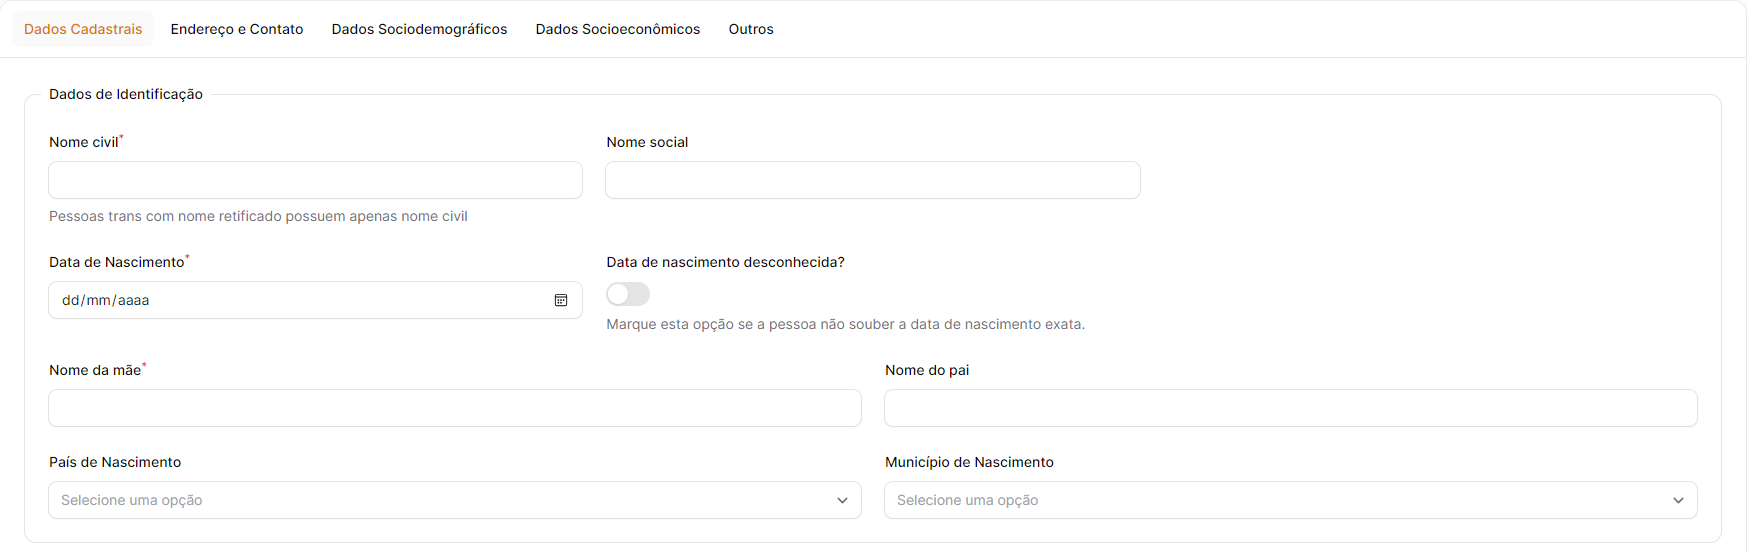 Dados Cadastrais Endereço e Contato Dados Sociodemográficos Dados Socioeconômicos Outros
Dados de Identificação
Nome civil* Nome social
Pessoas trans com nome retificado possuem apenas nome civil
Data de Nascimento* Data de nascimento desconhecida?
dd/mm/aaaa
Marque esta opção se a pessoa não souber a data de nascimento exata.
Nome da mãe* Nome do pai
País de Nascimento Município de Nascimento
Selecione uma opção Selecione uma opção